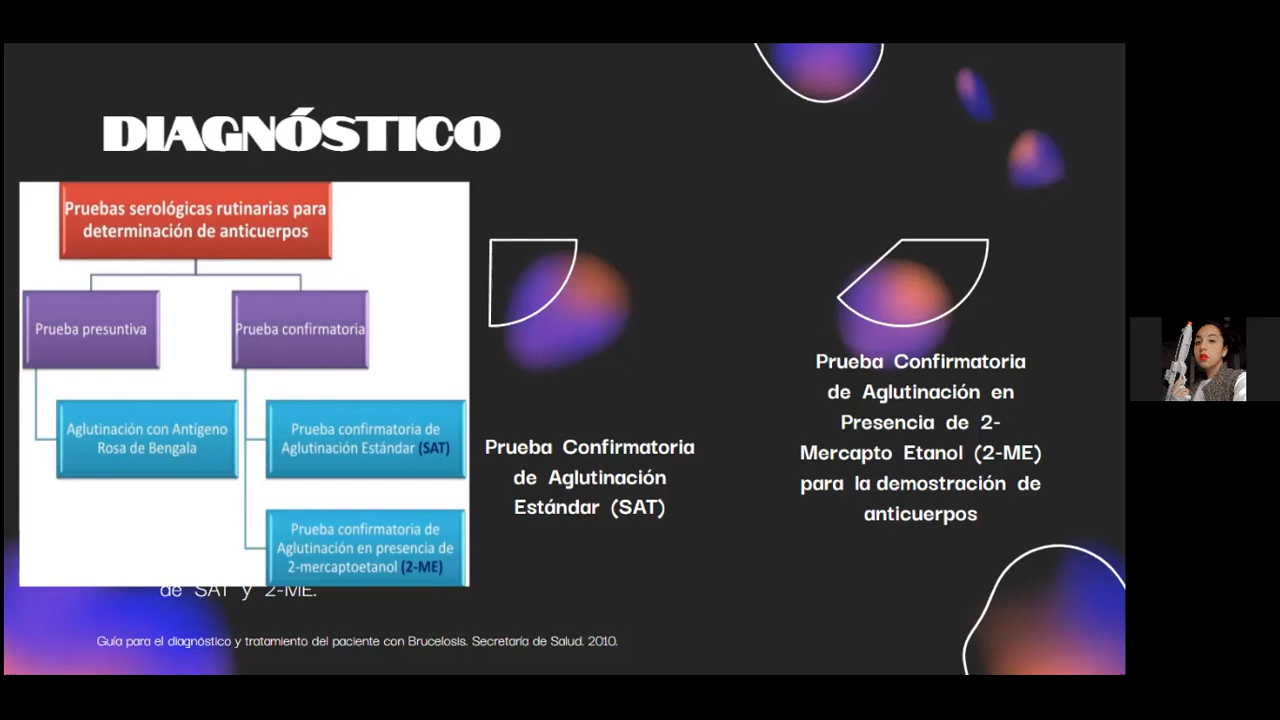 DIAGNÓSTICO
Pruebas serológicas rutinarias para
determinación de anticuerpos
Prueba presuntiva
Prueba confirmatoria
Aglutinación con Antígeno
Rosa de Bengala
Prueba confirmatoria de
Aglutinación Estándar (SAT)
Prueba confirmatoria de
Aglutinación en presencia de
2-mercaptoetanol (2-ME)
Prueba Confirmatoria
de Aglutinación
Estándar (SAT)
Prueba Confirmatoria
de Aglutinación en
Presencia de 2-
Mercapto Etanol (2-ME)
para la demostración de
anticuerpos
de SAT y 2-ME.
Guía para el diagnóstico y tratamiento del paciente con Brucelosis. Secretaría de Salud. 2010.